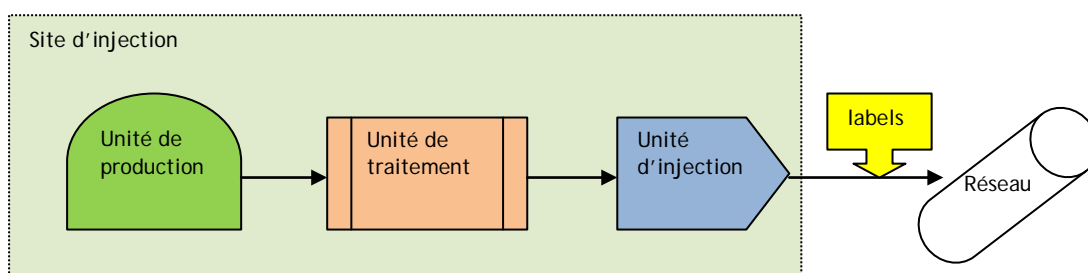 Site d'injection
Unité de
production
Unité de
traitement
Unité
d'injection
labels
Réseau